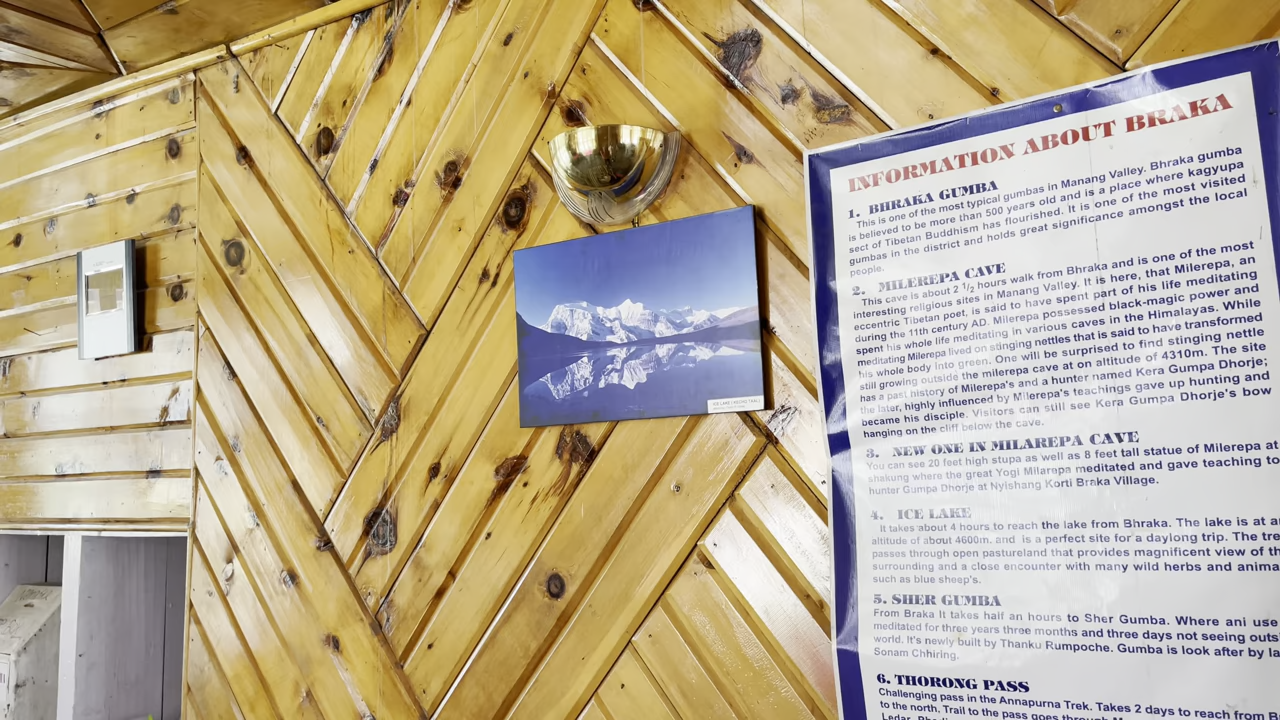 INFORMATION ABOUT BRAKA
1. BHRAKA GUMBA
This is one of the most typical gumbas in Manang Valley. Bhraka gumba
is believed to be more than 500 years old and is a place where kagyupa
sect of Tibetan Buddhism has flourished. It is one of the most visited
gumbas in the district and holds great significance amongst the local
people.
2. MILEREPA CAVE
This cave is about 2 1/2 hours walk from Bhraka and is one of the most
interesting religious sites in Manang Valley. It is here, that Milerepa, an
eccentric Tibetan poet, is said to have spent part of his life meditating
during the 11th century AD. Milerepa possessed black-magic power and
spent his whole life meditating in various caves in the Himalayas. While
meditating Milerepa lived on stinging nettles that is said to have transformed
his whole body into green. One will be surprised to find stinging nettle
still growing outside the milerepa cave at on altitude of 4310m. The site
has a past history of Milerepa's and a hunter named Kera Gumpa Dhorje;
the later, highly influenced by Milerepa's teachings gave up hunting and
became his disciple. Visitors can still see Kera Gumpa Dhorje's bow
hanging on the cliff below the cave.
3. NEW ONE IN MILAREPA CAVE
You can see 20 feet high stupa as well as 8 feet tall statue of Milerepa at
shakung where the great Yogi Milarepa meditated and gave teaching to
hunter Gumpa Dhorje at Nyishang Korti Braka Village.
4. ICE LAKE
It takes about 4 hours to reach the lake from Bhraka. The lake is at a
altitude of about 4600m. and is a perfect site for a daylong trip. The tre
passes through open pastureland that provides magnificent view of th
surrounding and a close encounter with many wild herbs and anima
such as blue sheep's.
5. SHER GUMBA
From Braka It takes half an hours to Sher Gumba. Where ani use
meditated for three years three months and three days not seeing outs
world. It's newly built by Thanku Rumpoche. Gumba is look after by la
Sonam Chhiring.
6. THORONG PASS
Challenging pass in the Annapurna Trek. Takes 2 days to reach from B
to the north. Trail to the pass goes through
Ledar,